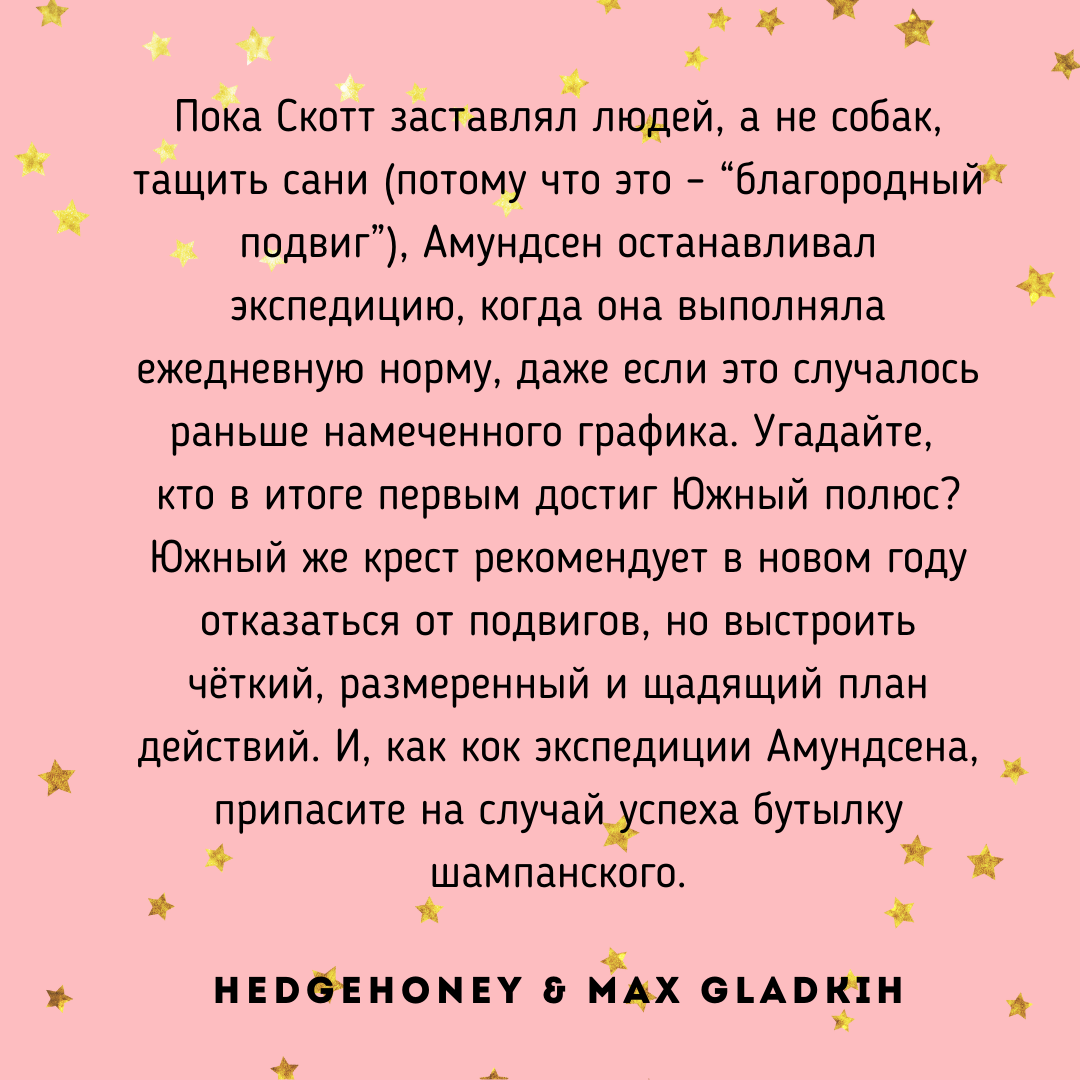 Пока Скотт заставлял людей, а не собак,
тащить сани (потому что это – “благородный
подвиг”), Амундсен останавливал
экспедицию, когда она выполняла
ежедневную норму, даже если это случалось
раньше намеченного графика. Угадайте,
кто в итоге первым достиг Южный полюс?
Южный же крест рекомендует в новом году
отказаться от подвигов, но выстроить
чёткий, размеренный и щадящий план
действий. И, как кок экспедиции Амундсена,
припасите на случай успеха бутылку
шампанского.
HEDGEHONEY & MAX GLADKIH